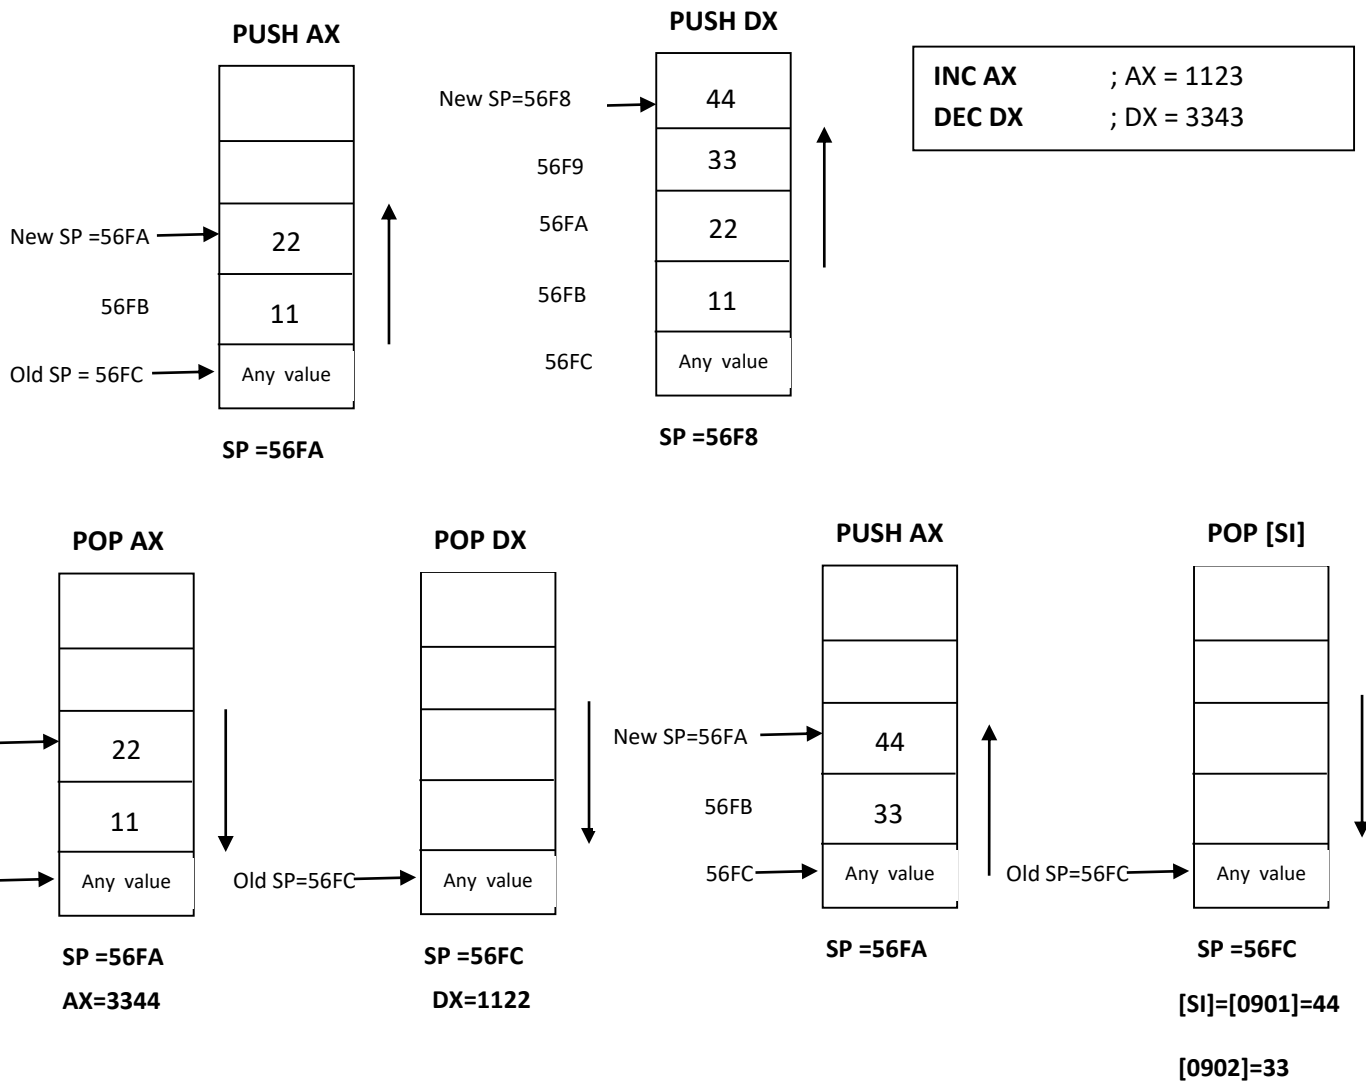 PUSH AX
New SP =56FA
22
56FB
11
Old SP = 56FC
Any value
SP =56FA
PUSH DX
New SP=56F8
44
56F9
33
56FA
22
56FB
11
56FC
Any value
SP =56F8
INC AX ; AX = 1123
DEC DX ; DX = 3343
POP AX
22
11
Any value
SP =56FA
AX=3344
POP DX
Old SP=56FC
Any value
SP =56FC
DX=1122
PUSH AX
New SP=56FA
44
56FB
33
56FC
Any value
SP =56FA
POP [SI]
Old SP=56FC
Any value
SP =56FC
[SI]=[0901]=44
[0902]=33